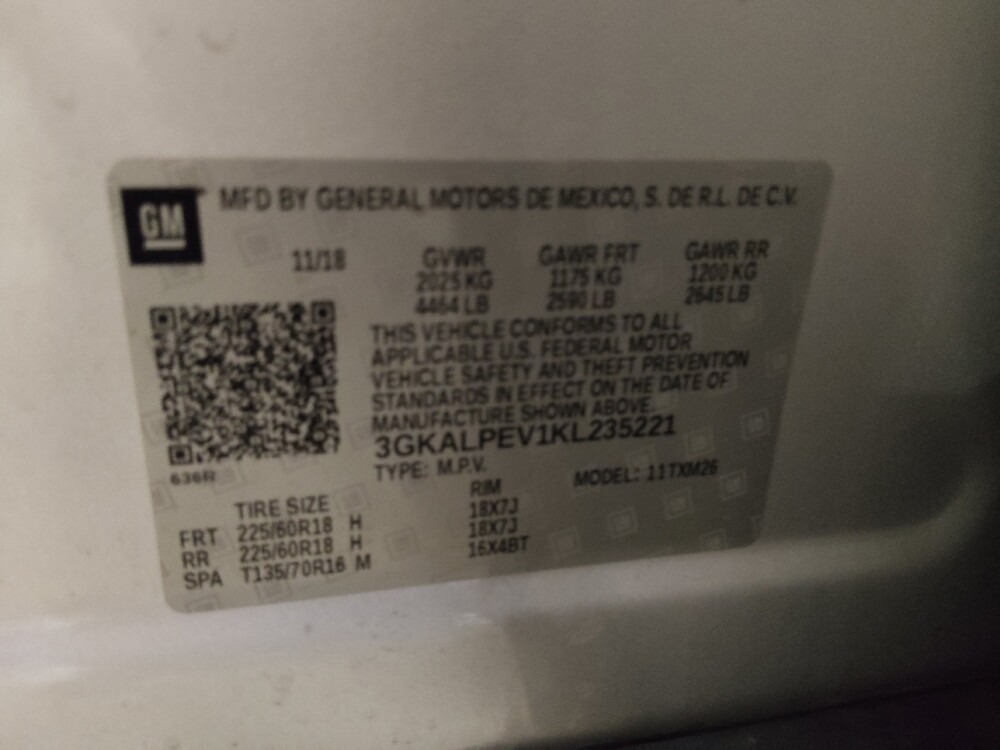 GM
MFD BY GENERAL MOTORS DE MEXICO, S. DE R.L. DE C.V.
11/18 GVWR GAWR FRT GAWR RR
2025 KG 1175 KG 1200 KG
4464 LB 2590 LB 2645 LB
THIS VEHICLE CONFORMS TO ALL
APPLICABLE U.S. FEDERAL MOTOR
VEHICLE SAFETY AND THEFT PREVENTION
STANDARDS IN EFFECT ON THE DATE OF
MANUFACTURE SHOWN ABOVE.
3GKALPEV1KL235221
TYPE: M.P.V. MODEL: 11TXM26
636R
TIRE SIZE RIM
FRT 225/60R18 H 18X7J
RR 225/60R18 H 18X7J
SPA T135/70R16 M 16X4BT